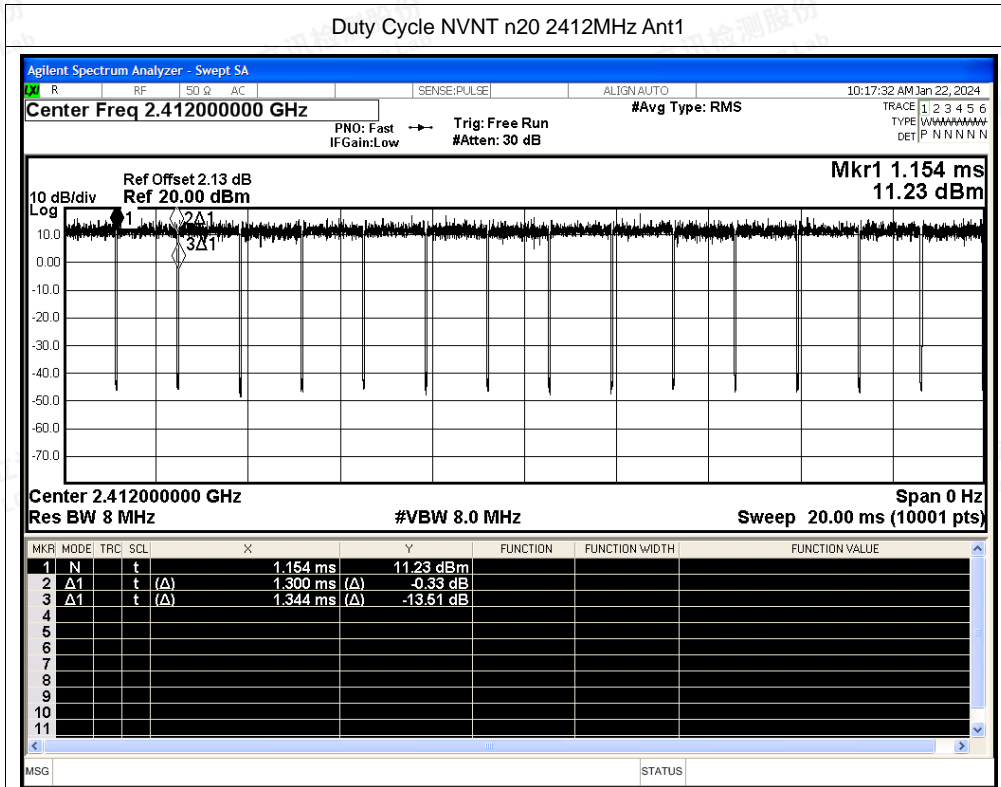 Duty Cycle NVNT n20 2412MHz Ant1
Agilent Spectrum Analyzer - Swept SA
LXI R RF 50 Ω AC SENSE:PULSE ALIGN AUTO 10:17:32 AM Jan 22, 2024
Center Freq 2.412000000 GHz #Avg Type: RMS TRACE 1 2 3 4 5 6
PNO: Fast Trig: Free Run TYPE
IFGain:Low #Atten: 30 dB DET P N N N N N
Mkr1 1.154 ms
Ref Offset 2.13 dB
10 dB/div Ref 20.00 dBm 11.23 dBm
Log
1 2Δ1
10.0
3Δ1
0.00
-10.0
-20.0
-30.0
-40.0
-50.0
-60.0
-70.0
Center 2.412000000 GHz Span 0 Hz
Res BW 8 MHz #VBW 8.0 MHz Sweep 20.00 ms (10001 pts)
MKR MODE TRC SCL X Y FUNCTION FUNCTION WIDTH FUNCTION VALUE
1 N t 1.154 ms 11.23 dBm
2 Δ1 t (Δ) 1.300 ms (Δ) -0.33 dB
3 Δ1 t (Δ) 1.344 ms (Δ) -13.51 dB
4
5
6
7
8
9
10
11
MSG STATUS